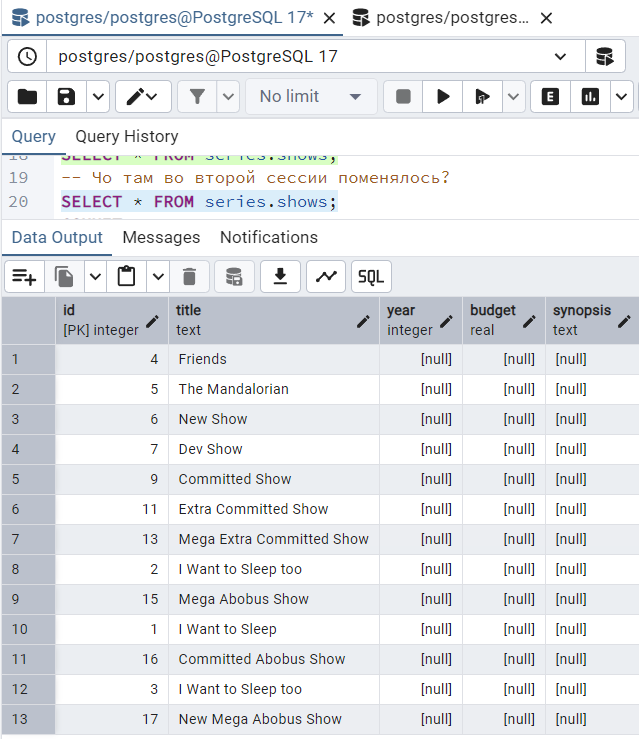 postgres/postgres@PostgreSQL 17*
postgres/postgres...
postgres/postgres@PostgreSQL 17
No limit
E
Query
Query History
18 SELECT * FROM series.shows;
19 -- Чо там во второй сессии поменялось?
20 SELECT * FROM series.shows;
Data Output
Messages
Notifications
SQL
id title year budget synopsis
[PK] integer text integer real text
1 4 Friends [null] [null] [null]
2 5 The Mandalorian [null] [null] [null]
3 6 New Show [null] [null] [null]
4 7 Dev Show [null] [null] [null]
5 9 Committed Show [null] [null] [null]
6 11 Extra Committed Show [null] [null] [null]
7 13 Mega Extra Committed Show [null] [null] [null]
8 2 I Want to Sleep too [null] [null] [null]
9 15 Mega Abobus Show [null] [null] [null]
10 1 I Want to Sleep [null] [null] [null]
11 16 Committed Abobus Show [null] [null] [null]
12 3 I Want to Sleep too [null] [null] [null]
13 17 New Mega Abobus Show [null] [null] [null]